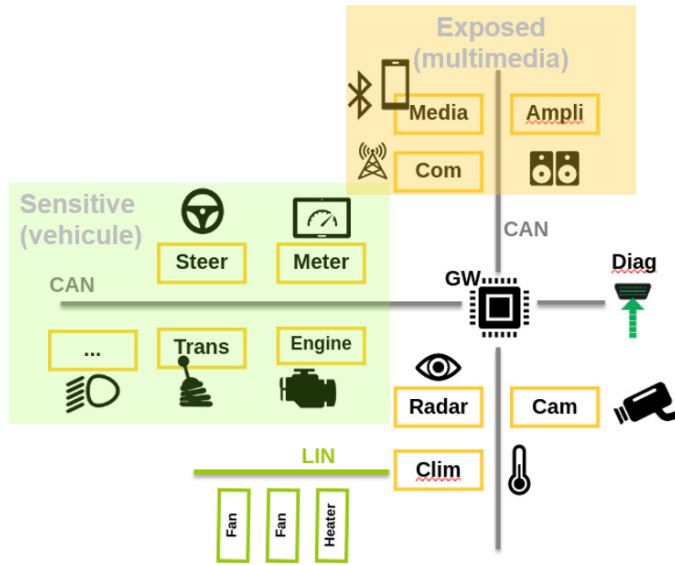 Exposed
(multimedia)
Media
Ampli
Com
Sensitive
(vehicule)
CAN
Steer
Meter
GW
Diag
CAN
...
Trans
Engine
Radar
Cam
LIN
Clim
Fan
Fan
Heater